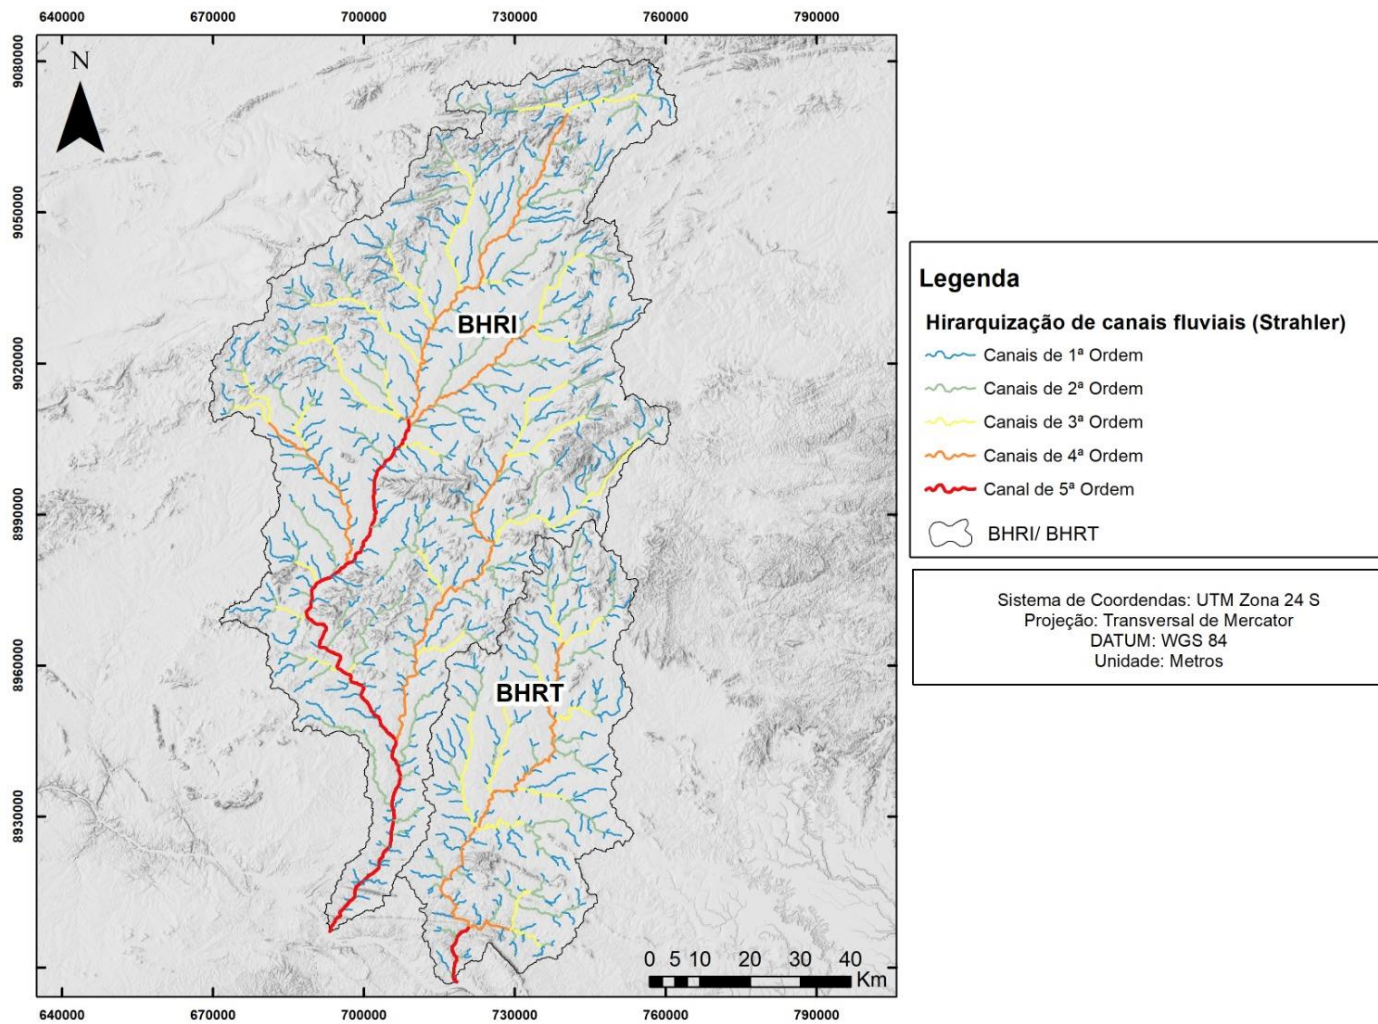 640000 670000 700000 730000 760000 790000
N
9080000
9050000
9020000
8990000
8960000
8930000
BHRI
BHRT
Legenda
Hirarquização de canais fluviais (Strahler)
Canais de 1ª Ordem
Canais de 2ª Ordem
Canais de 3ª Ordem
Canais de 4ª Ordem
Canal de 5ª Ordem
BHRI/ BHRT
Sistema de Coordendas: UTM Zona 24 S
Projeção: Transversal de Mercator
DATUM: WGS 84
Unidade: Metros
0 5 10 20 30 40
Km
640000 670000 700000 730000 760000 790000